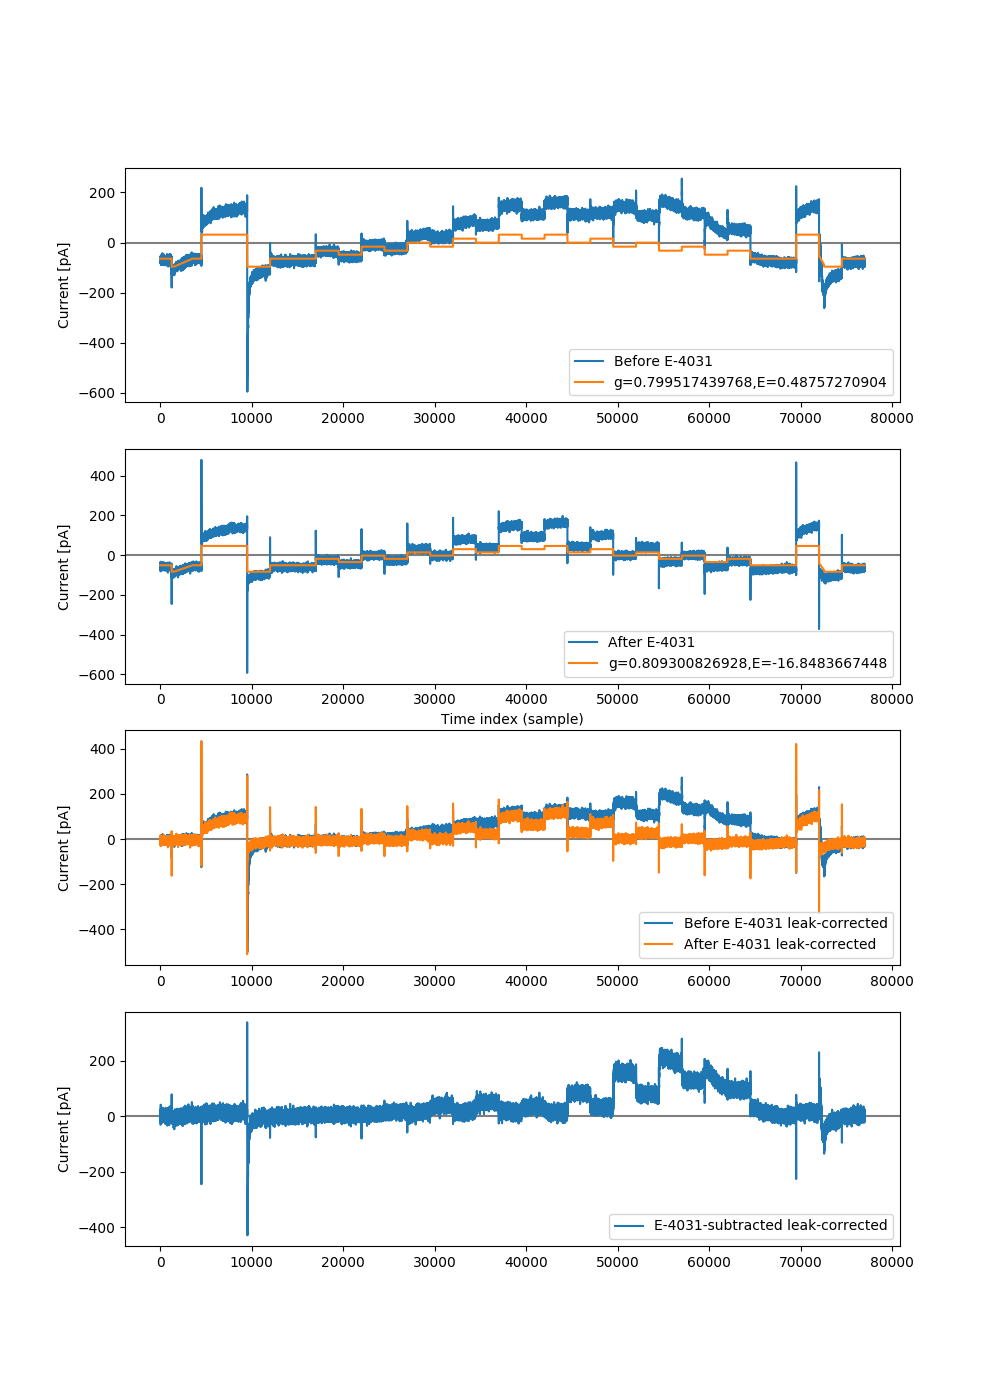 200
0
−200
−400
−600
Current [pA]
Before E-4031
g=0.799517439768,E=0.48757270904
0 10000 20000 30000 40000 50000 60000 70000 80000
400
200
0
−200
−400
−600
Current [pA]
After E-4031
g=0.809300826928,E=-16.8483667448
0 10000 20000 30000 40000 50000 60000 70000 80000
Time index (sample)
400
200
0
−200
−400
Current [pA]
Before E-4031 leak-corrected
After E-4031 leak-corrected
0 10000 20000 30000 40000 50000 60000 70000 80000
200
0
−200
−400
Current [pA]
E-4031-subtracted leak-corrected
0 10000 20000 30000 40000 50000 60000 70000 80000